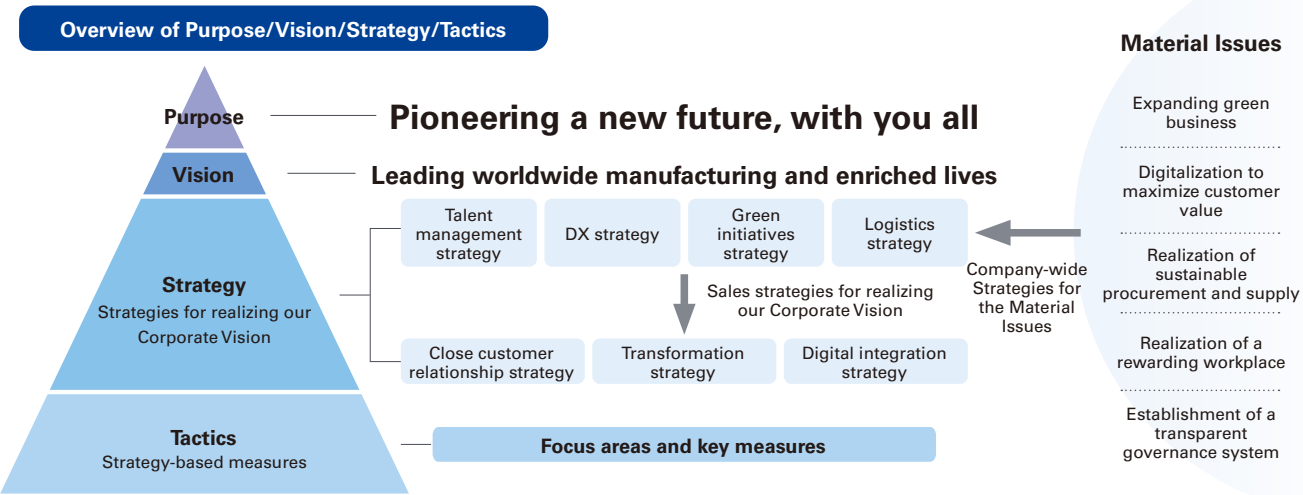 Overview of Purpose/Vision/Strategy/Tactics
Purpose
Pioneering a new future, with you all
Vision
Leading worldwide manufacturing and enriched lives
Strategy
Strategies for realizing our
Corporate Vision
Talent
management
strategy
DX strategy
Green
initiatives
strategy
Logistics
strategy
Sales strategies for realizing
our Corporate Vision
Close customer
relationship strategy
Transformation
strategy
Digital integration
strategy
Tactics
Strategy-based measures
Focus areas and key measures
Company-wide
Strategies for
the Material
Issues
Material Issues
Expanding green
business
Digitalization to
maximize customer
value
Realization of
sustainable
procurement and supply
Realization of a
rewarding workplace
Establishment of a
transparent
governance system